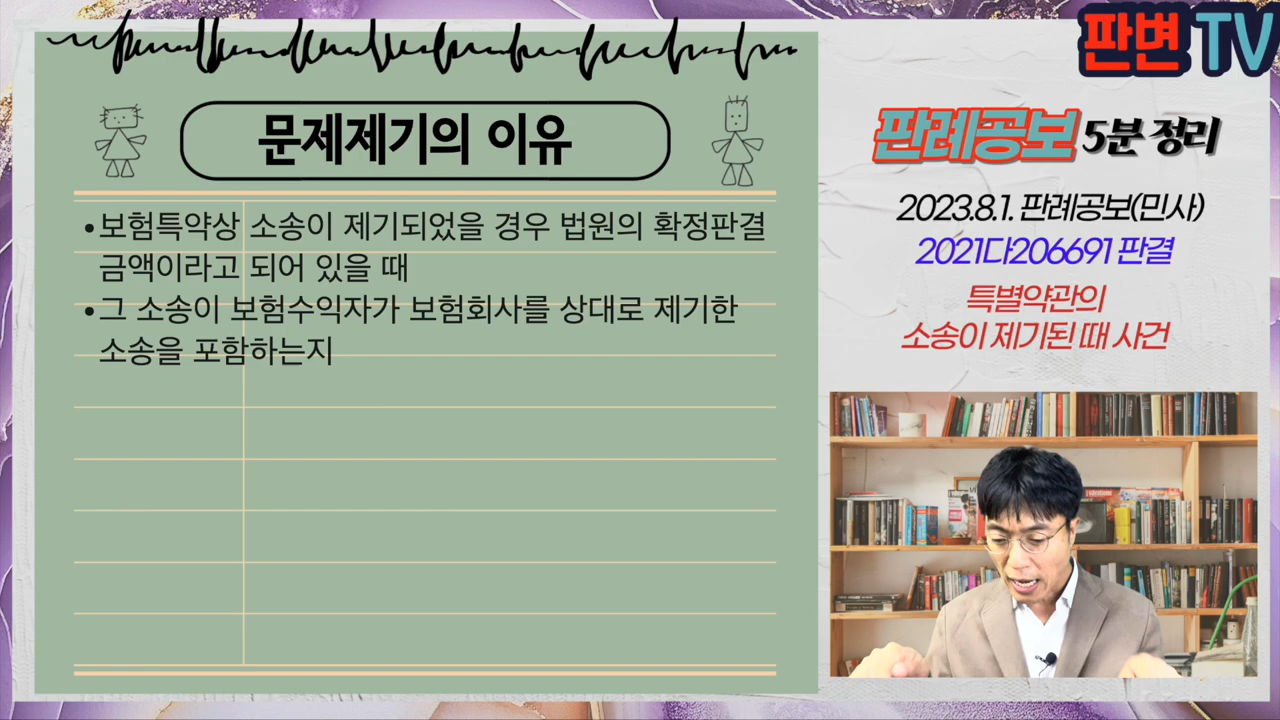 판변 TV
문제제기의 이유
•보험특약상 소송이 제기되었을 경우 법원의 확정판결
금액이라고 되어 있을 때
•그 소송이 보험수익자가 보험회사를 상대로 제기한
소송을 포함하는지
판례공보 5분 정리
2023.8.1. 판례공보(민사)
2021다206691 판결
특별약관의
소송이 제기된 때 사건